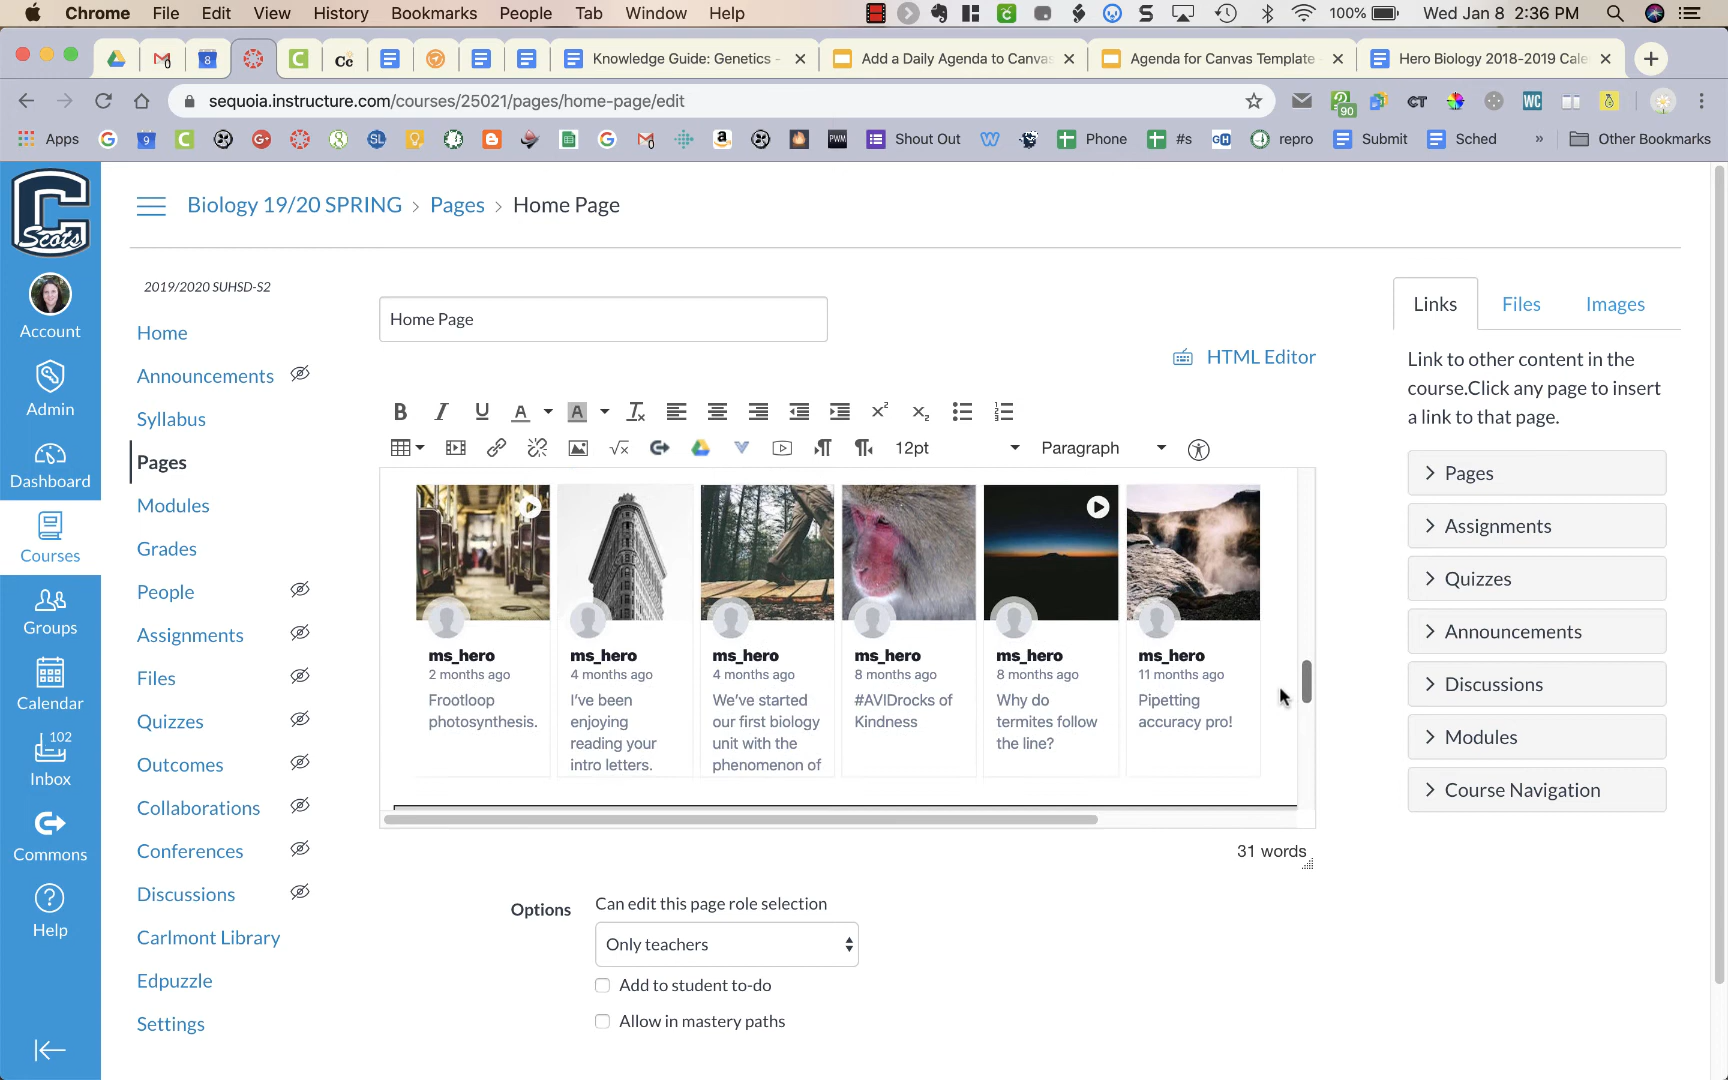 Chrome File Edit View History Bookmarks People Tab Window Help 100% Wed Jan 8 2:36 PM
8 Cc Knowledge Guide: Genetics - Add a Daily Agenda to Canvas Agenda for Canvas Template Hero Biology 2018-2019 Cale
sequoia.instructure.com/courses/25021/pages/home-page/edit
90 CT WC
Apps 9 SL PWM Shout Out Phone #s GH repro Submit Sched » Other Bookmarks
C
Scots
Biology 19/20 SPRING > Pages > Home Page
2019/2020 SUHSD-S2
Account
Admin
Dashboard
Courses
Groups
Calendar
102
Inbox
Commons
Help
Home
Announcements
Syllabus
Pages
Modules
Grades
People
Assignments
Files
Quizzes
Outcomes
Collaborations
Conferences
Discussions
Carlmont Library
Edpuzzle
Settings
Home Page
HTML Editor
12pt Paragraph
ms_hero
2 months ago
Frootloop
photosynthesis.
ms_hero
4 months ago
I've been
enjoying
reading your
intro letters.
ms_hero
4 months ago
We've started
our first biology
unit with the
phenomenon of
ms_hero
8 months ago
#AVIDrocks of
Kindness
ms_hero
8 months ago
Why do
termites follow
the line?
ms_hero
11 months ago
Pipetting
accuracy pro!
31 words
Options
Can edit this page role selection
Only teachers
Add to student to-do
Allow in mastery paths
Links Files Images
Link to other content in the
course.Click any page to insert
a link to that page.
Pages
Assignments
Quizzes
Announcements
Discussions
Modules
Course Navigation